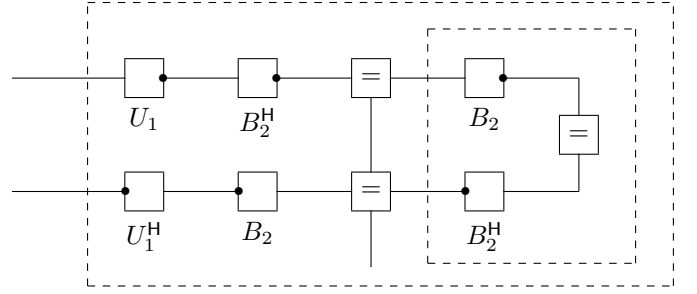 = =
U₁ B₂ᴴ B₂
=
=
U₁ᴴ B₂ B₂ᴴ